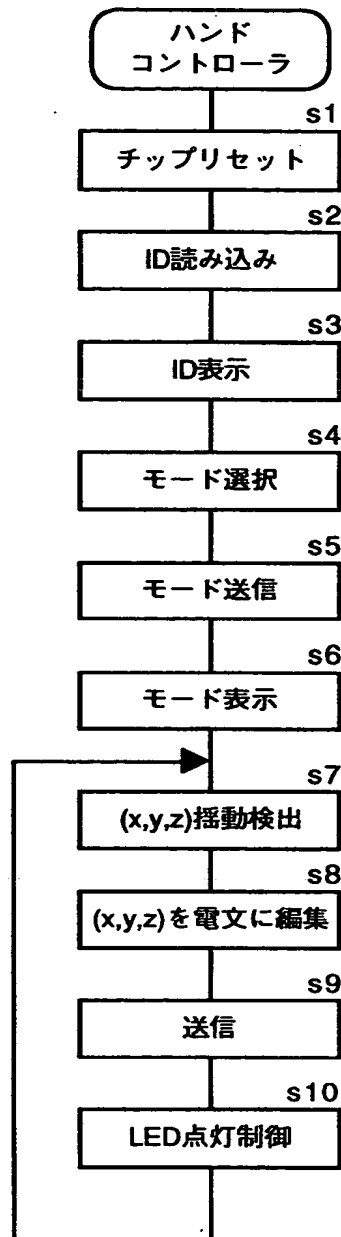 ハンド
コントローラ
s1
チップリセット
s2
ID読み込み
s3
ID表示
s4
モード選択
s5
モード送信
s6
モード表示
s7
(x,y,z)揺動検出
s8
(x,y,z)を電文に編集
s9
送信
s10
LED点灯制御